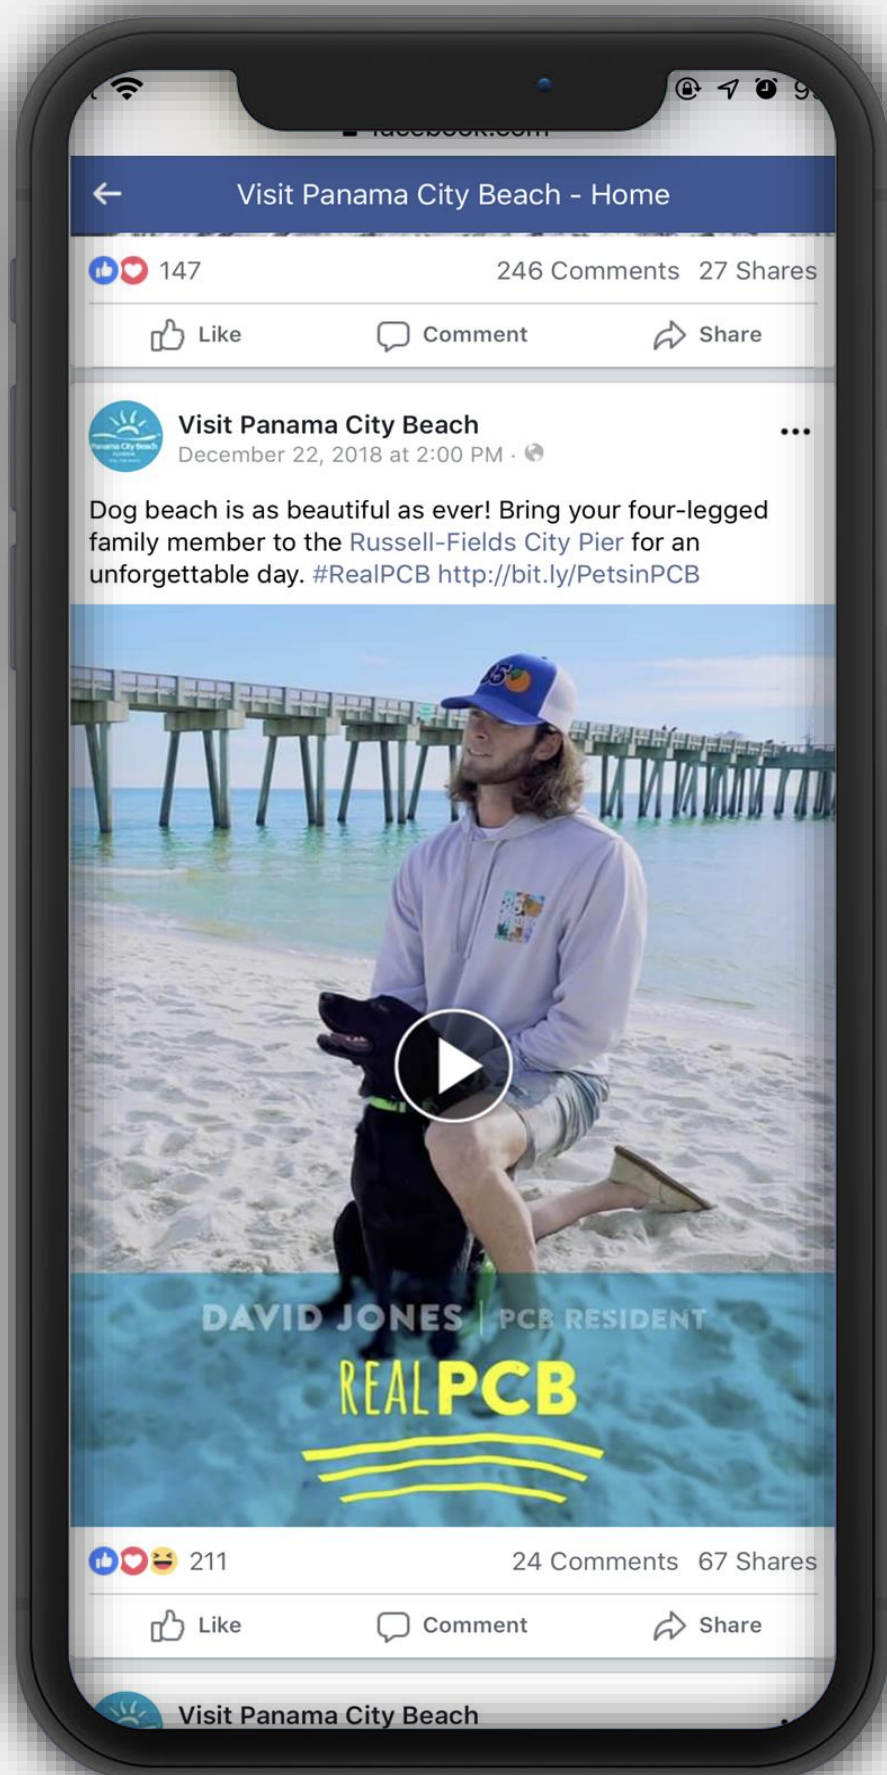 facebook.com
Visit Panama City Beach - Home
147 246 Comments 27 Shares
Like Comment Share
Visit Panama City Beach
December 22, 2018 at 2:00 PM ·
Dog beach is as beautiful as ever! Bring your four-legged
family member to the Russell-Fields City Pier for an
unforgettable day. #RealPCB http://bit.ly/PetsinPCB
DAVID JONES | PCB RESIDENT
REALPCB
211 24 Comments 67 Shares
Like Comment Share
Visit Panama City Beach